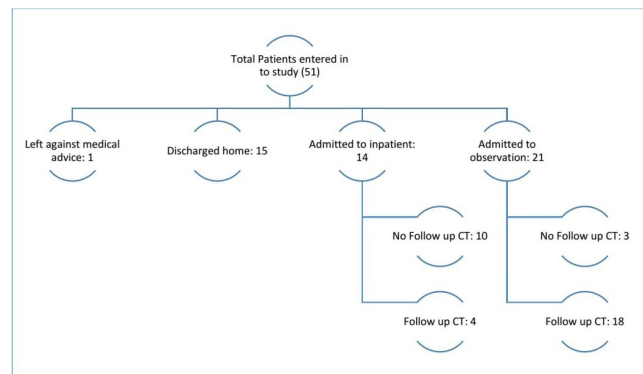 Total Patients entered in
to study (51)
Left against medical
advice: 1
Discharged home: 15
Admitted to inpatient:
14
Admitted to
observation: 21
No Follow up CT: 10
No Follow up CT: 3
Follow up CT: 4
Follow up CT: 18